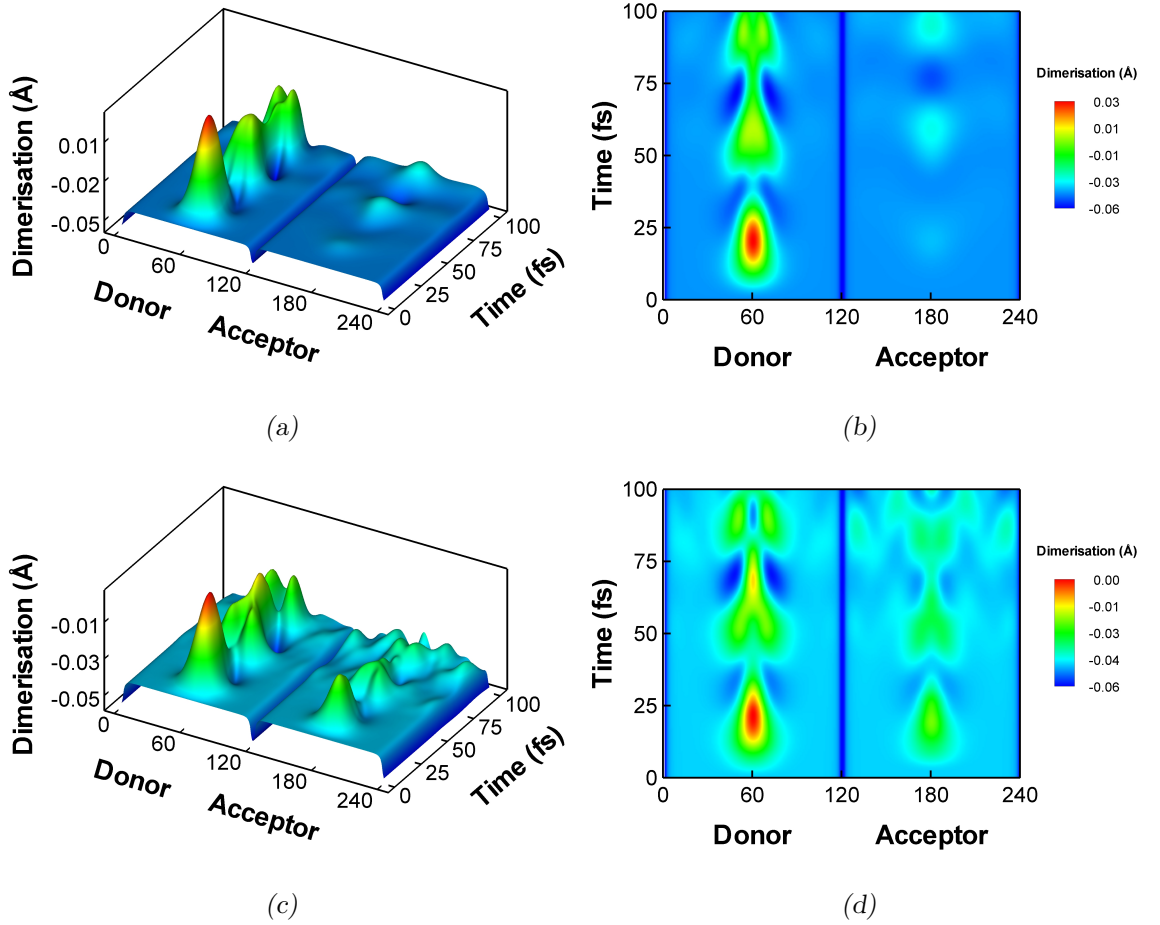 Dimerisation (Å)
0.01
-0.02
-0.05
0
60
120
180
240
Donor
Acceptor
0
25
50
75
100
Time (fs)
(a)
100
75
50
25
0
Time (fs)
0
60
120
180
240
Donor
Acceptor
Dimerisation (Å)
0.03
0.01
-0.01
-0.03
-0.06
(b)
Dimerisation (Å)
-0.01
-0.03
-0.05
0
60
120
180
240
Donor
Acceptor
0
25
50
75
100
Time (fs)
(c)
100
75
50
25
0
Time (fs)
0
60
120
180
240
Donor
Acceptor
Dimerisation (Å)
0.00
-0.01
-0.03
-0.04
-0.06
(d)